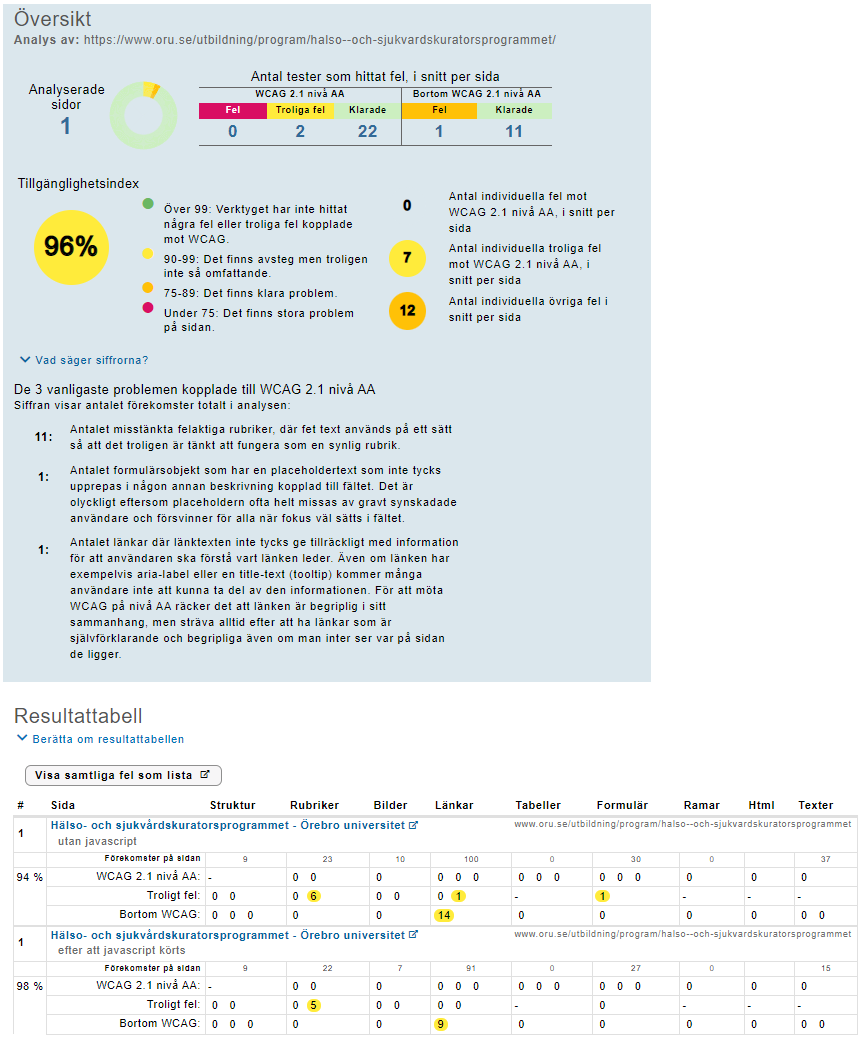 Översikt
Analys av: https://www.oru.se/utbildning/program/halso--och-sjukvardskuratorsprogrammet/
Analyserade sidor
1
Antal tester som hittat fel, i snitt per sida
WCAG 2.1 nivå AA Bortom WCAG 2.1 nivå AA
Fel Troliga fel Klarade Fel Klarade
0 2 22 1 11
Tillgänglighetsindex
96%
Över 99: Verktyget har inte hittat
några fel eller troliga fel kopplade
mot WCAG.
90-99: Det finns avsteg men troligen
inte så omfattande.
75-89: Det finns klara problem.
Under 75: Det finns stora problem
på sidan.
0 Antal individuella fel mot
WCAG 2.1 nivå AA, i snitt per
sida
7 Antal individuella troliga fel
mot WCAG 2.1 nivå AA, i
snitt per sida
12 Antal individuella övriga fel i
snitt per sida
Vad säger siffrorna?
De 3 vanligaste problemen kopplade till WCAG 2.1 nivå AA
Siffran visar antalet förekomster totalt i analysen:
11: Antalet misstänkta felaktiga rubriker, där fet text används på ett sätt
så att det troligen är tänkt att fungera som en synlig rubrik.
1: Antalet formulärsobjekt som har en placeholdertext som inte tycks
upprepas i någon annan beskrivning kopplad till fältet. Det är
olyckligt eftersom placeholdern ofta helt missas av gravt synskadade
användare och försvinner för alla när fokus väl sätts i fältet.
1: Antalet länkar där länktexten inte tycks ge tillräckligt med information
för att användaren ska förstå vart länken leder. Även om länken har
exempelvis aria-label eller en title-text (tooltip) kommer många
användare inte att kunna ta del av den informationen. För att möta
WCAG på nivå AA räcker det att länken är begriplig i sitt
sammanhang, men sträva alltid efter att ha länkar som är
självförklarande och begripliga även om man inter ser var på sidan
de ligger.
Resultattabell
Berätta om resultattabellen
Visa samtliga fel som lista
# Sida Struktur Rubriker Bilder Länkar Tabeller Formulär Ramar Html Texter
1 Hälso- och sjukvårdskuratorsprogrammet - Örebro universitet www.oru.se/utbildning/program/halso--och-sjukvardskuratorsprogrammet
utan javascript
Förekomster på sidan 9 23 10 100 0 30 0 37
94 % WCAG 2.1 nivå AA: - 0 0 0 0 0 0 0 0 0 0 0 0 0 0 0
Troligt fel: 0 0 0 6 0 0 0 1 - 1 - - -
Bortom WCAG: 0 0 0 0 0 14 0 0 0 0 0 0
1 Hälso- och sjukvårdskuratorsprogrammet - Örebro universitet www.oru.se/utbildning/program/halso--och-sjukvardskuratorsprogrammet
efter att javascript körts
Förekomster på sidan 9 22 7 91 0 27 0 15
98 % WCAG 2.1 nivå AA: - 0 0 0 0 0 0 0 0 0 0 0 0 0 0 0
Troligt fel: 0 0 0 5 0 0 0 0 - 0 - - -
Bortom WCAG: 0 0 0 0 0 9 0 0 0 0 0 0